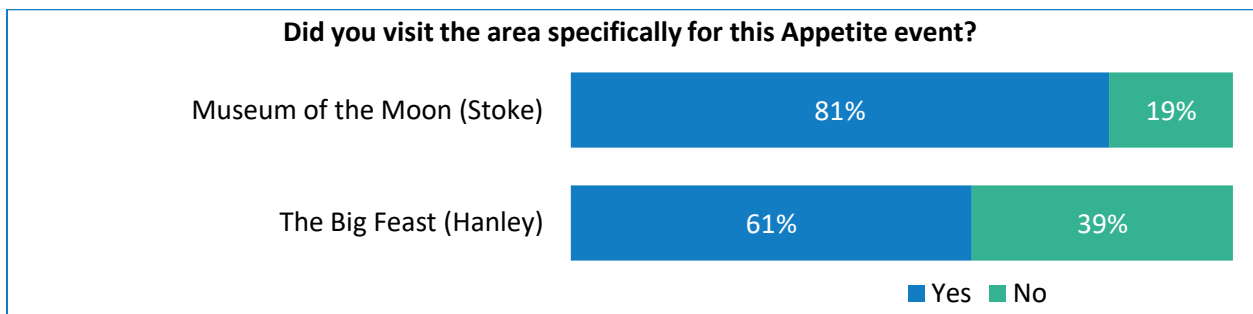 Did you visit the area specifically for this Appetite event?
Museum of the Moon (Stoke) 81% 19%
The Big Feast (Hanley) 61% 39%
Yes No